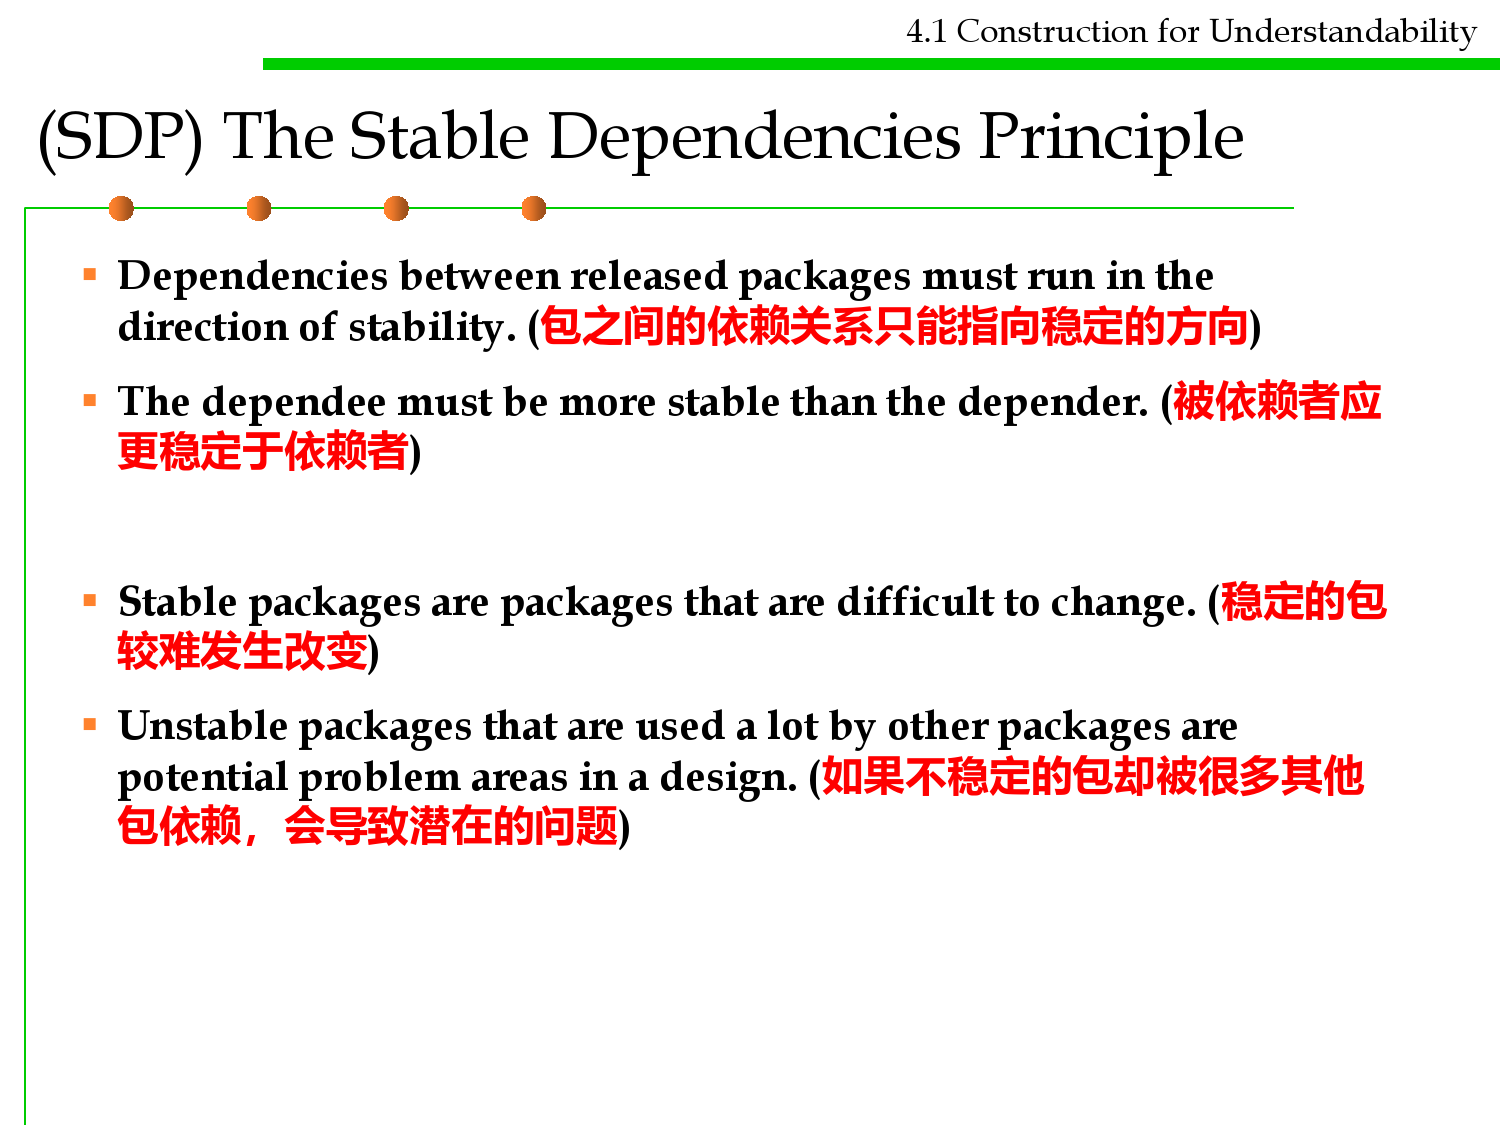 4.1 Construction for Understandability
(SDP) The Stable Dependencies Principle
▪ Dependencies between released packages must run in the
direction of stability. (包之间的依赖关系只能指向稳定的方向)
▪ The dependee must be more stable than the depender. (被依赖者应
更稳定于依赖者)
▪ Stable packages are packages that are difficult to change. (稳定的包
较难发生改变)
▪ Unstable packages that are used a lot by other packages are
potential problem areas in a design. (如果不稳定的包却被很多其他
包依赖，会导致潜在的问题)